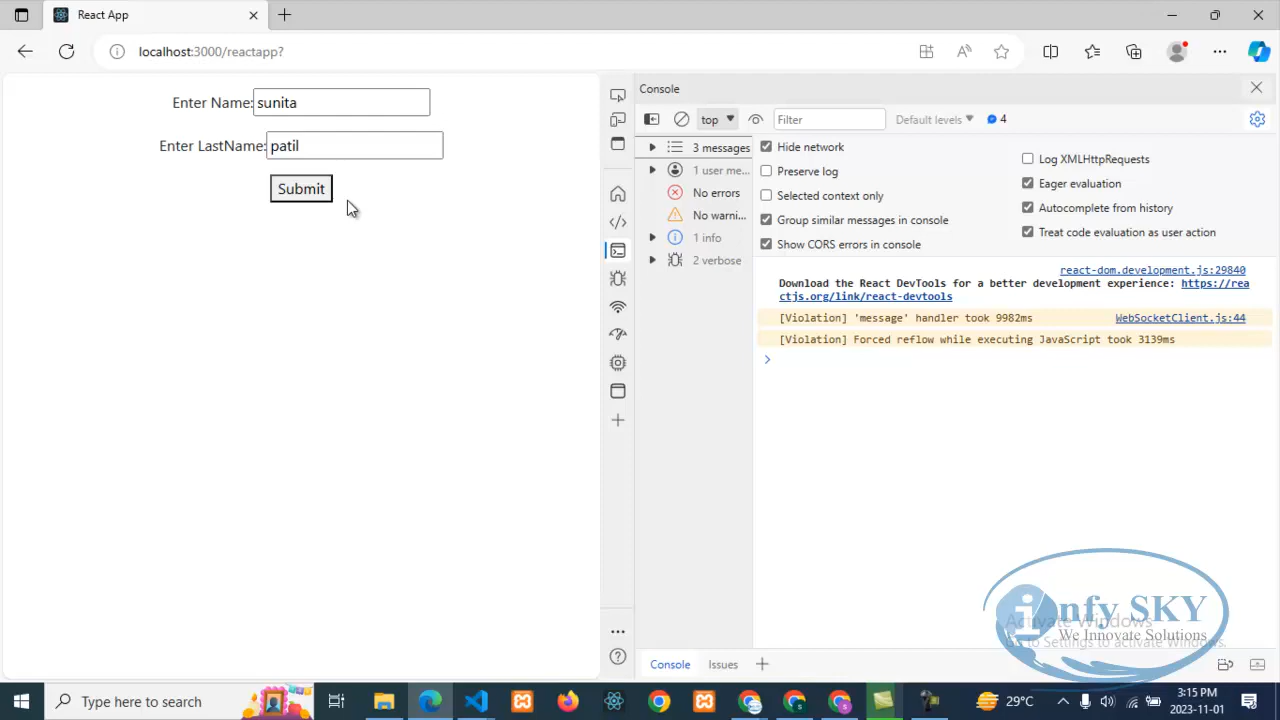 React App
localhost:3000/reactapp?
Enter Name: sunita
Enter LastName: patil
Submit
Console
top
Filter
Default levels
4
3 messages
1 user me...
No errors
No warni...
1 info
2 verbose
Hide network
Preserve log
Selected context only
Group similar messages in console
Show CORS errors in console
Log XMLHttpRequests
Eager evaluation
Autocomplete from history
Treat code evaluation as user action
react-dom.development.js:29840
Download the React DevTools for a better development experience: https://rea
ctjs.org/link/react-devtools
[Violation] 'message' handler took 9982ms WebSocketClient.js:44
[Violation] Forced reflow while executing JavaScript took 3139ms
infy SKY
We Innovate Solutions
Activate Windows
Go to Settings to activate Windows.
Console Issues
Type here to search
29°C
3:15 PM
2023-11-01